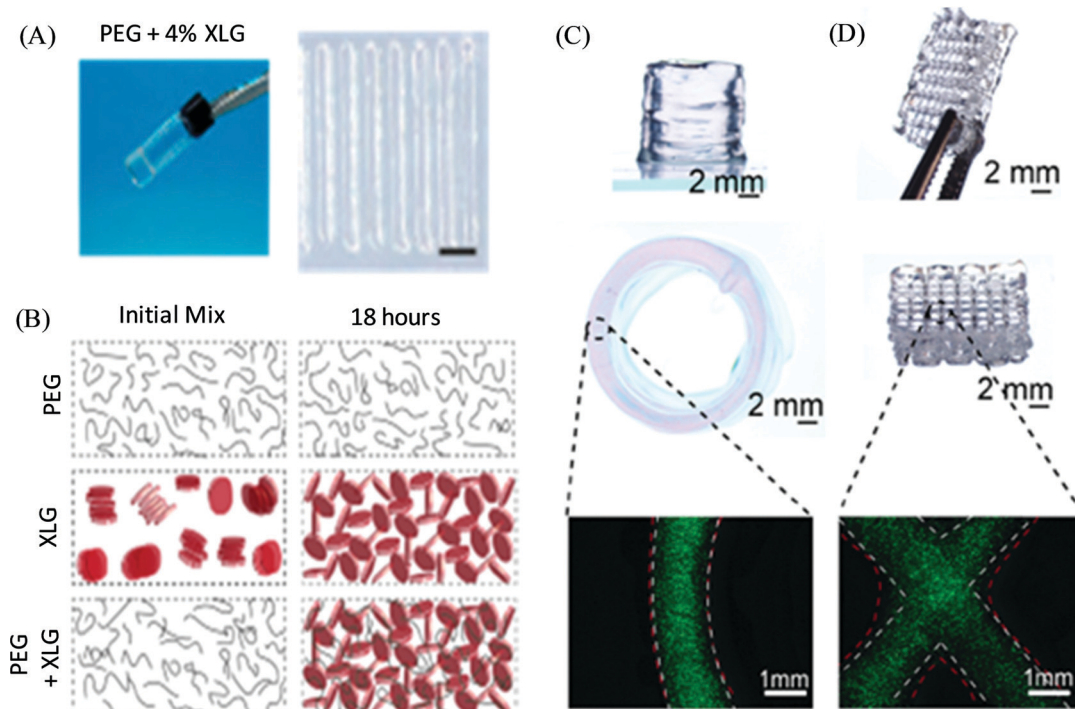 (A)
PEG + 4% XLG
(B)
Initial Mix
18 hours
PEG
XLG
PEG
+ XLG
(C)
2 mm
2 mm
1mm
(D)
2 mm
2 mm
1mm